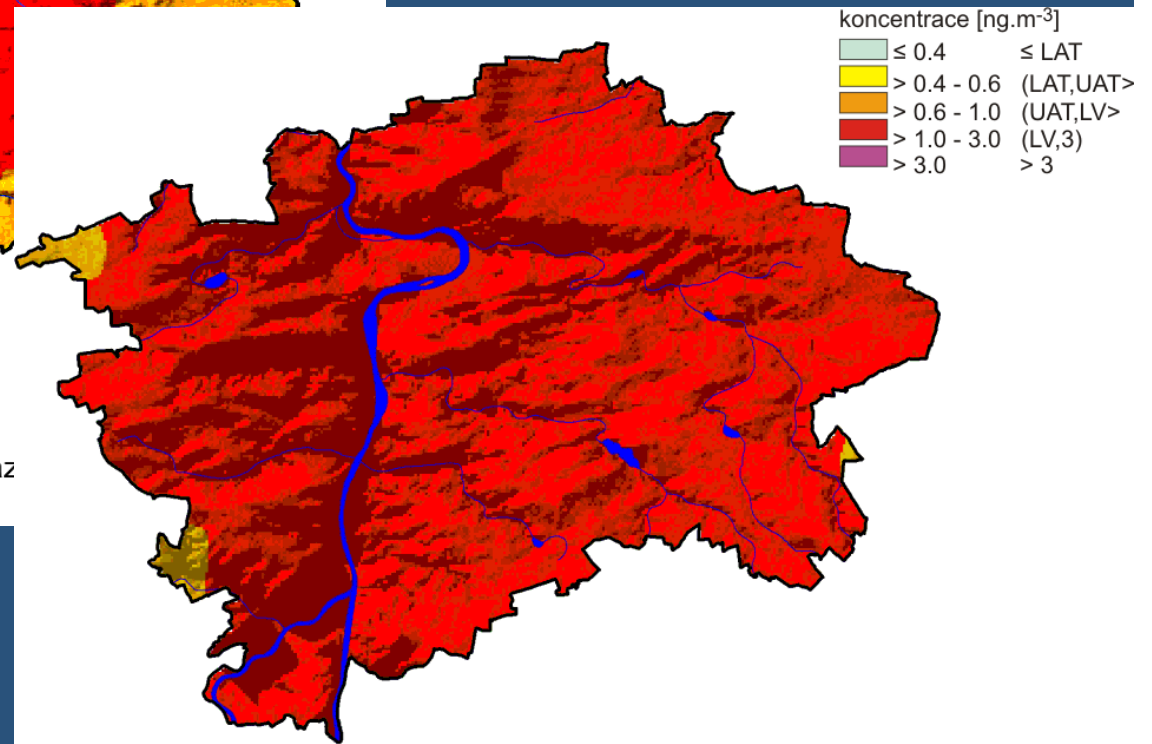 koncentrace [ng.m-3]
≤ 0.4 ≤ LAT
> 0.4 - 0.6 (LAT,UAT>
> 0.6 - 1.0 (UAT,LV>
> 1.0 - 3.0 (LV,3)
> 3.0 > 3